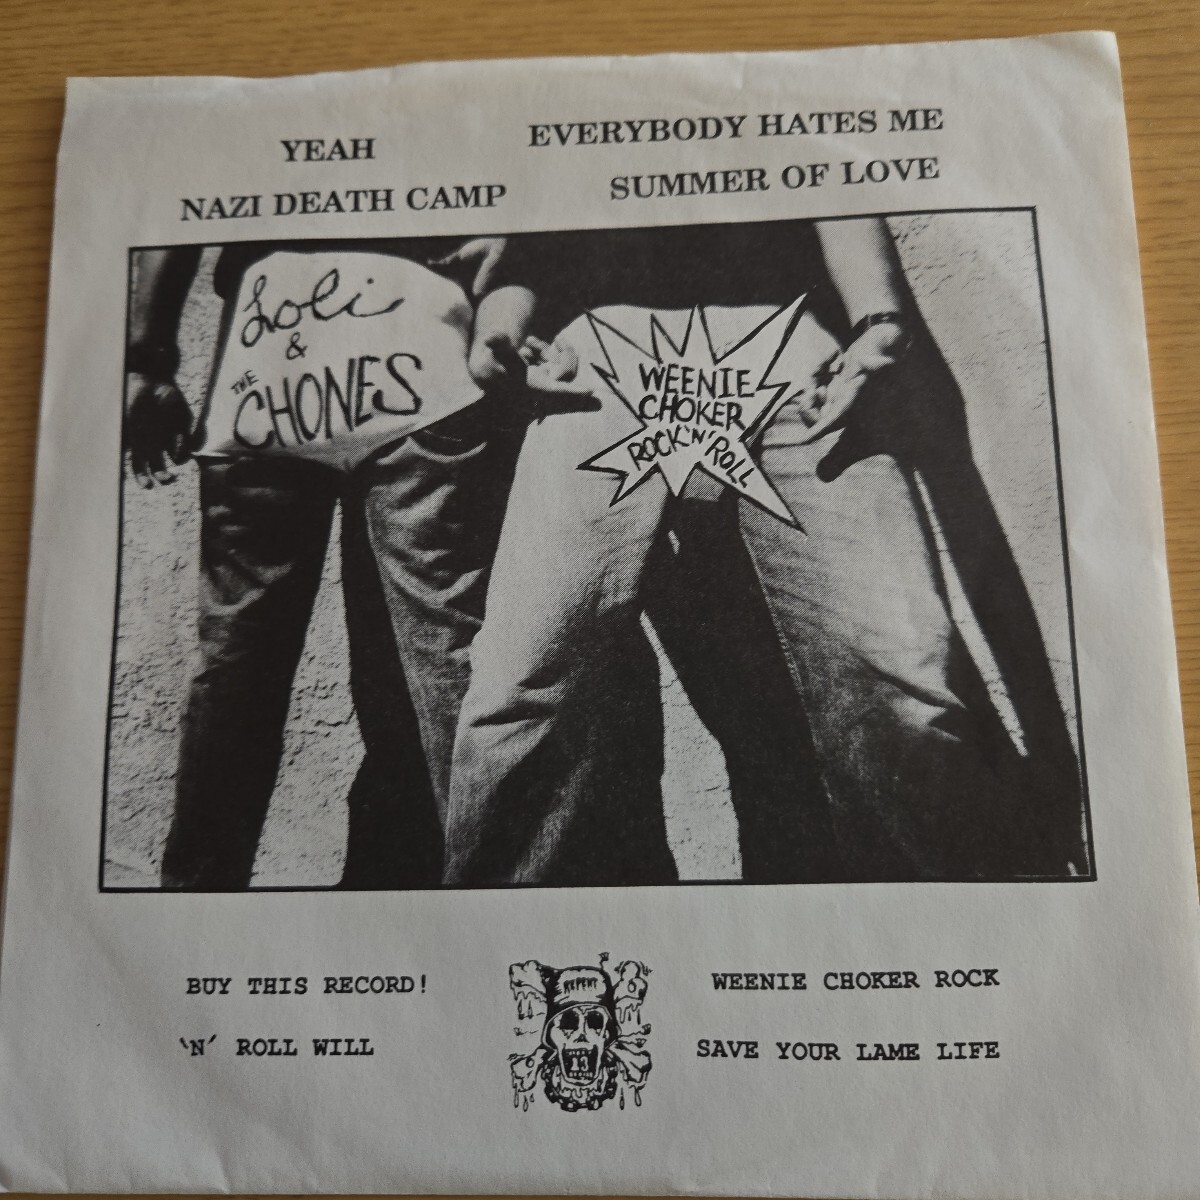 YEAH
NAZI DEATH CAMP
EVERYBODY HATES ME
SUMMER OF LOVE
Loli
&
THE
CHONES
WEENIE
CHOKER
ROCK'N'ROLL
BUY THIS RECORD!
WEENIE CHOKER ROCK
'N' ROLL WILL
SAVE YOUR LAME LIFE
REPENT
13